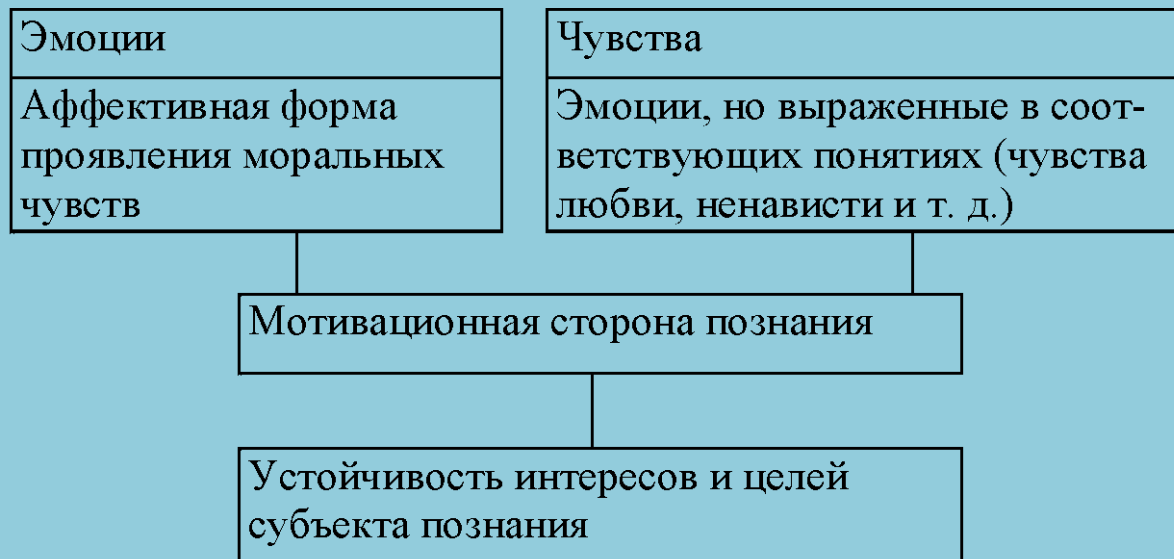 Эмоции
Аффективная форма
проявления моральных
чувств
Чувства
Эмоции, но выраженные в соот-
ветствующих понятиях (чувства
любви, ненависти и т. д.)
Мотивационная сторона познания
Устойчивость интересов и целей
субъекта познания